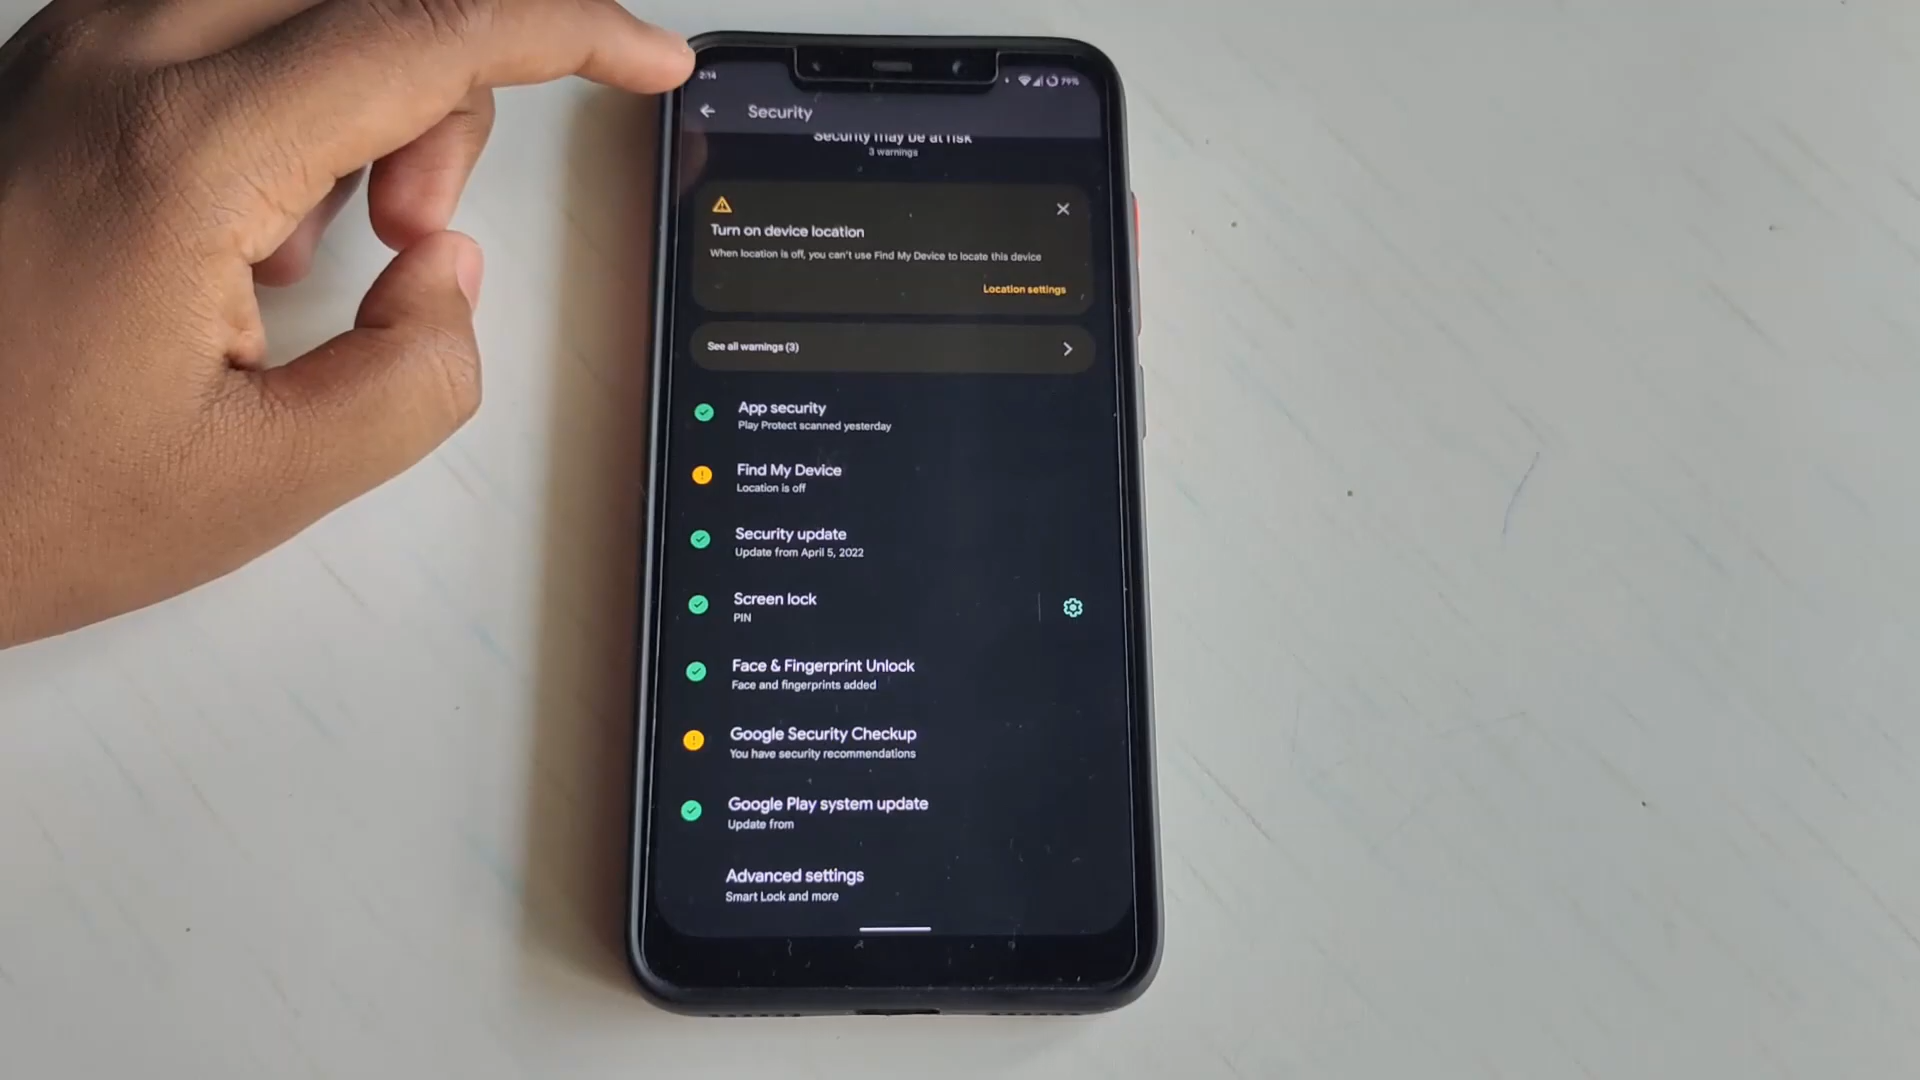 2:14
79%
Security
Security may be at risk
3 warnings
Turn on device location
When location is off, you can't use Find My Device to locate this device
Location settings
See all warnings (3)
App security
Play Protect scanned yesterday
Find My Device
Location is off
Security update
Update from April 5, 2022
Screen lock
PIN
Face & Fingerprint Unlock
Face and fingerprints added
Google Security Checkup
You have security recommendations
Google Play system update
Update from
Advanced settings
Smart Lock and more